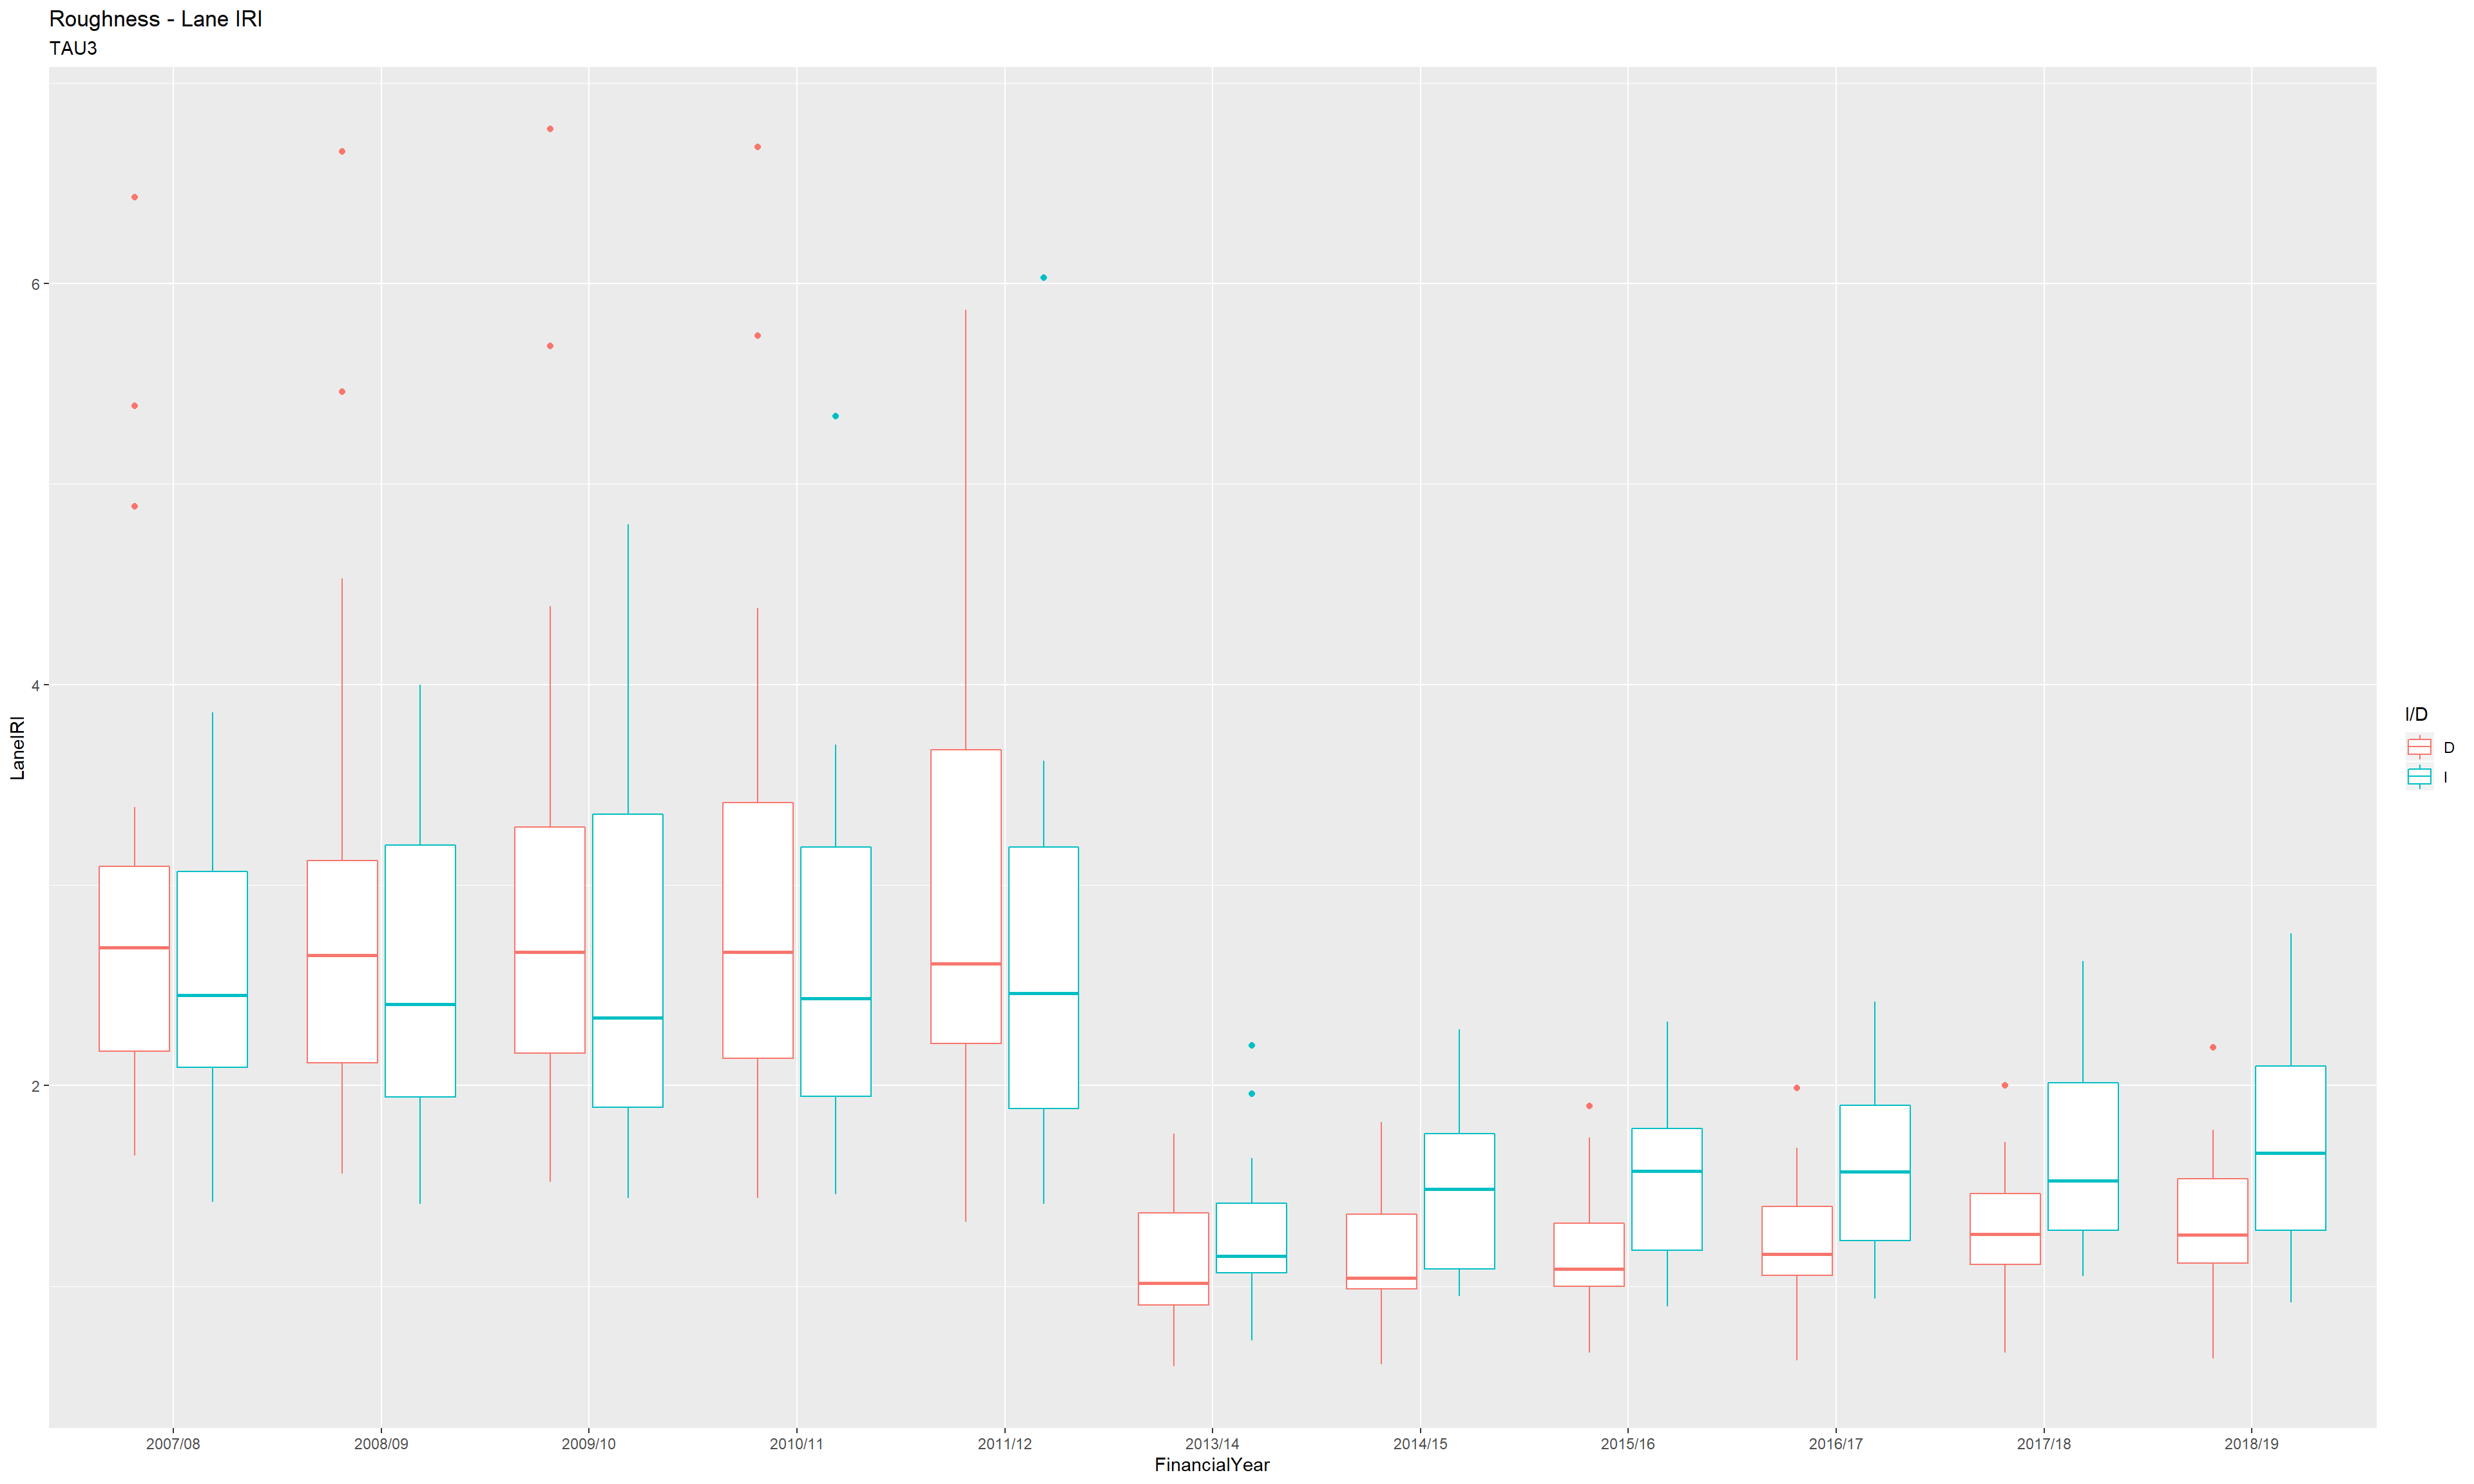 Roughness - Lane IRI
TAU3
6
4
2
LaneIRI
2007/08
2008/09
2009/10
2010/11
2011/12
2013/14
2014/15
2015/16
2016/17
2017/18
2018/19
FinancialYear
I/D
D
I